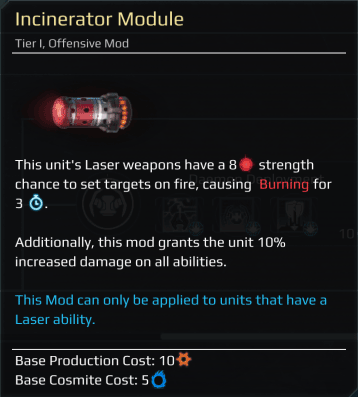 Incinerator Module
Tier I, Offensive Mod
This unit's Laser weapons have a 8 strength
chance to set targets on fire, causing Burning for
3 .
Additionally, this mod grants the unit 10%
increased damage on all abilities.
This Mod can only be applied to units that have a
Laser ability.
Base Production Cost: 10
Base Cosmite Cost: 5